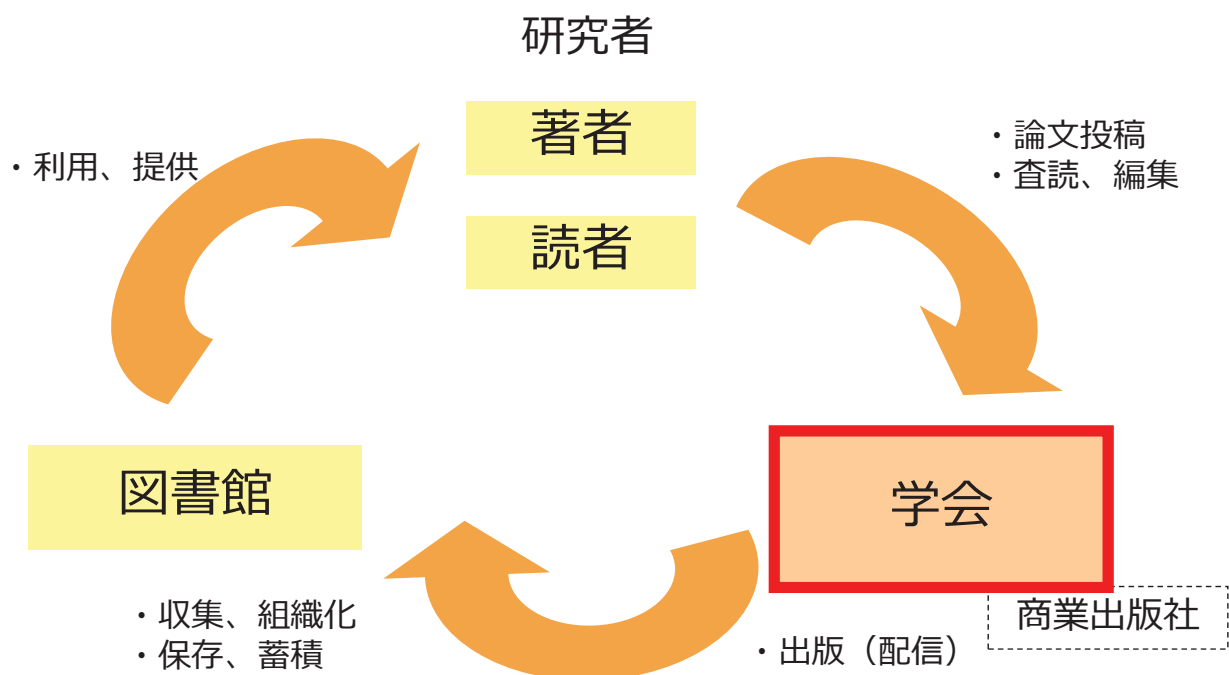 研究者
著者
読者
・利用、提供
・論文投稿
・査読、編集
図書館
学会
商業出版社
・収集、組織化
・保存、蓄積
・出版（配信）